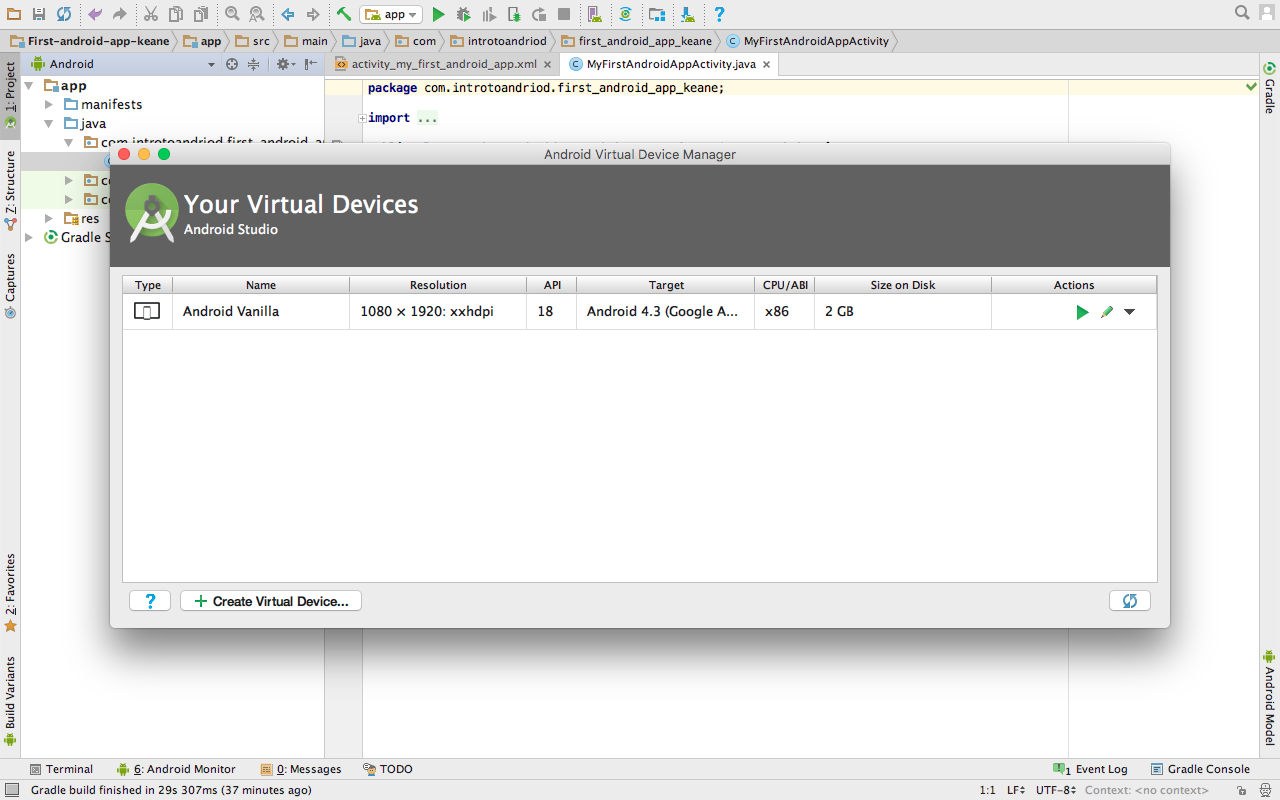 app
First-android-app-keane app src main java com introtoandriod first_android_app_keane MyFirstAndroidAppActivity
Android activity_my_first_android_app.xml MyFirstAndroidAppActivity.java
1: Project
Z: Structure
Captures
2: Favorites
Build Variants
app
manifests
java
com.introtoandriod.first_android_a
res
Gradle S
package com.introtoandriod.first_android_app_keane;
import ...
Gradle
Android Model
Android Virtual Device Manager
Your Virtual Devices
Android Studio
Type Name Resolution API Target CPU/ABI Size on Disk Actions
Android Vanilla 1080 × 1920: xxhdpi 18 Android 4.3 (Google A... x86 2 GB
? + Create Virtual Device...
Terminal 6: Android Monitor 0: Messages TODO 1 Event Log Gradle Console
Gradle build finished in 29s 307ms (37 minutes ago) 1:1 LF UTF-8 Context: <no context>